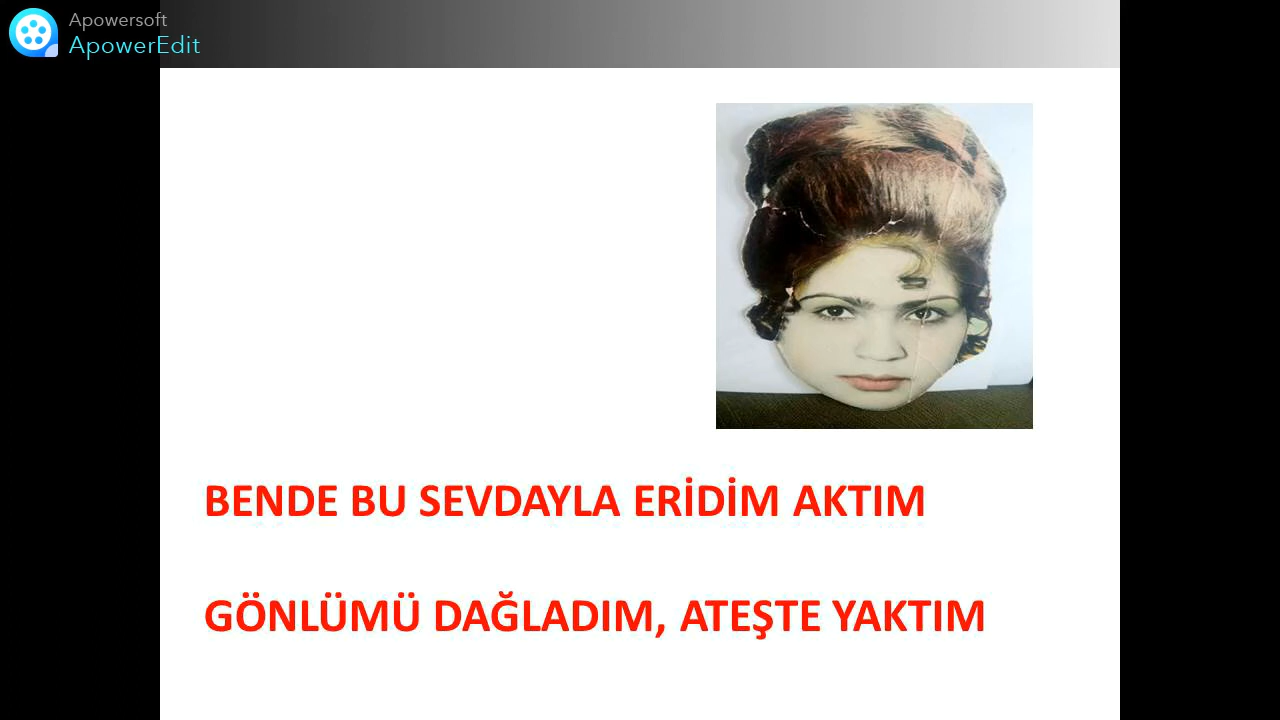 Apowersoft
ApowerEdit
BENDE BU SEVDAYLA ERİDİM AKTIM
GÖNLÜMÜ DAĞLADIM, ATEŞTE YAKTIM